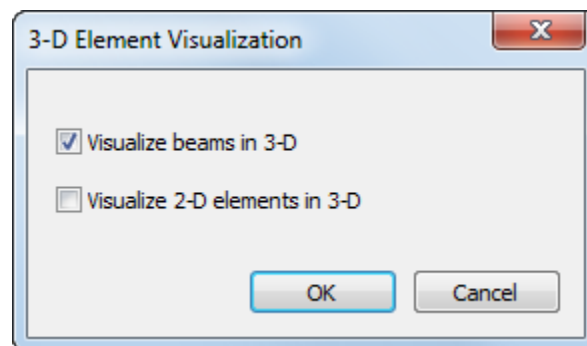 3-D Element Visualization
Visualize beams in 3-D
Visualize 2-D elements in 3-D
OK Cancel